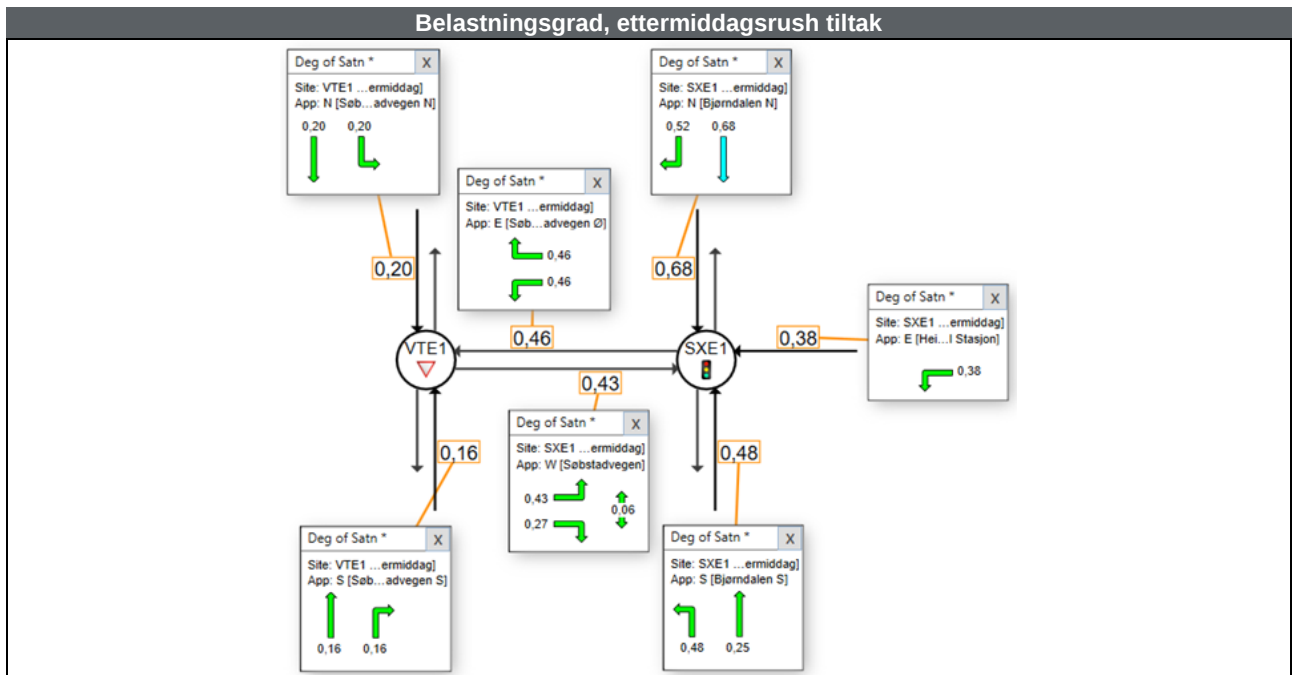 Belastningsgrad, ettermiddagsrush tiltak
Deg of Satn * X
Site: VTE1 ...ermiddag]
App: N [Søb...advegen N]
0,20 0,20
Deg of Satn * X
Site: SXE1 ...ermiddag]
App: N [Bjørndalen N]
0,52 0,68
Deg of Satn * X
Site: VTE1 ...ermiddag]
App: E [Søb...advegen Ø]
0,46
0,46
0,20
0,68
Deg of Satn * X
Site: SXE1 ...ermiddag]
App: E [Hei...l Stasjon]
0,38
0,46
0,38
VTE1
SXE1
0,43
Deg of Satn * X
Site: SXE1 ...ermiddag]
App: W [Søbstadvegen]
0,43
0,06
0,27
0,16
0,48
Deg of Satn * X
Site: VTE1 ...ermiddag]
App: S [Søb...advegen S]
0,16 0,16
Deg of Satn * X
Site: SXE1 ...ermiddag]
App: S [Bjørndalen S]
0,48 0,25